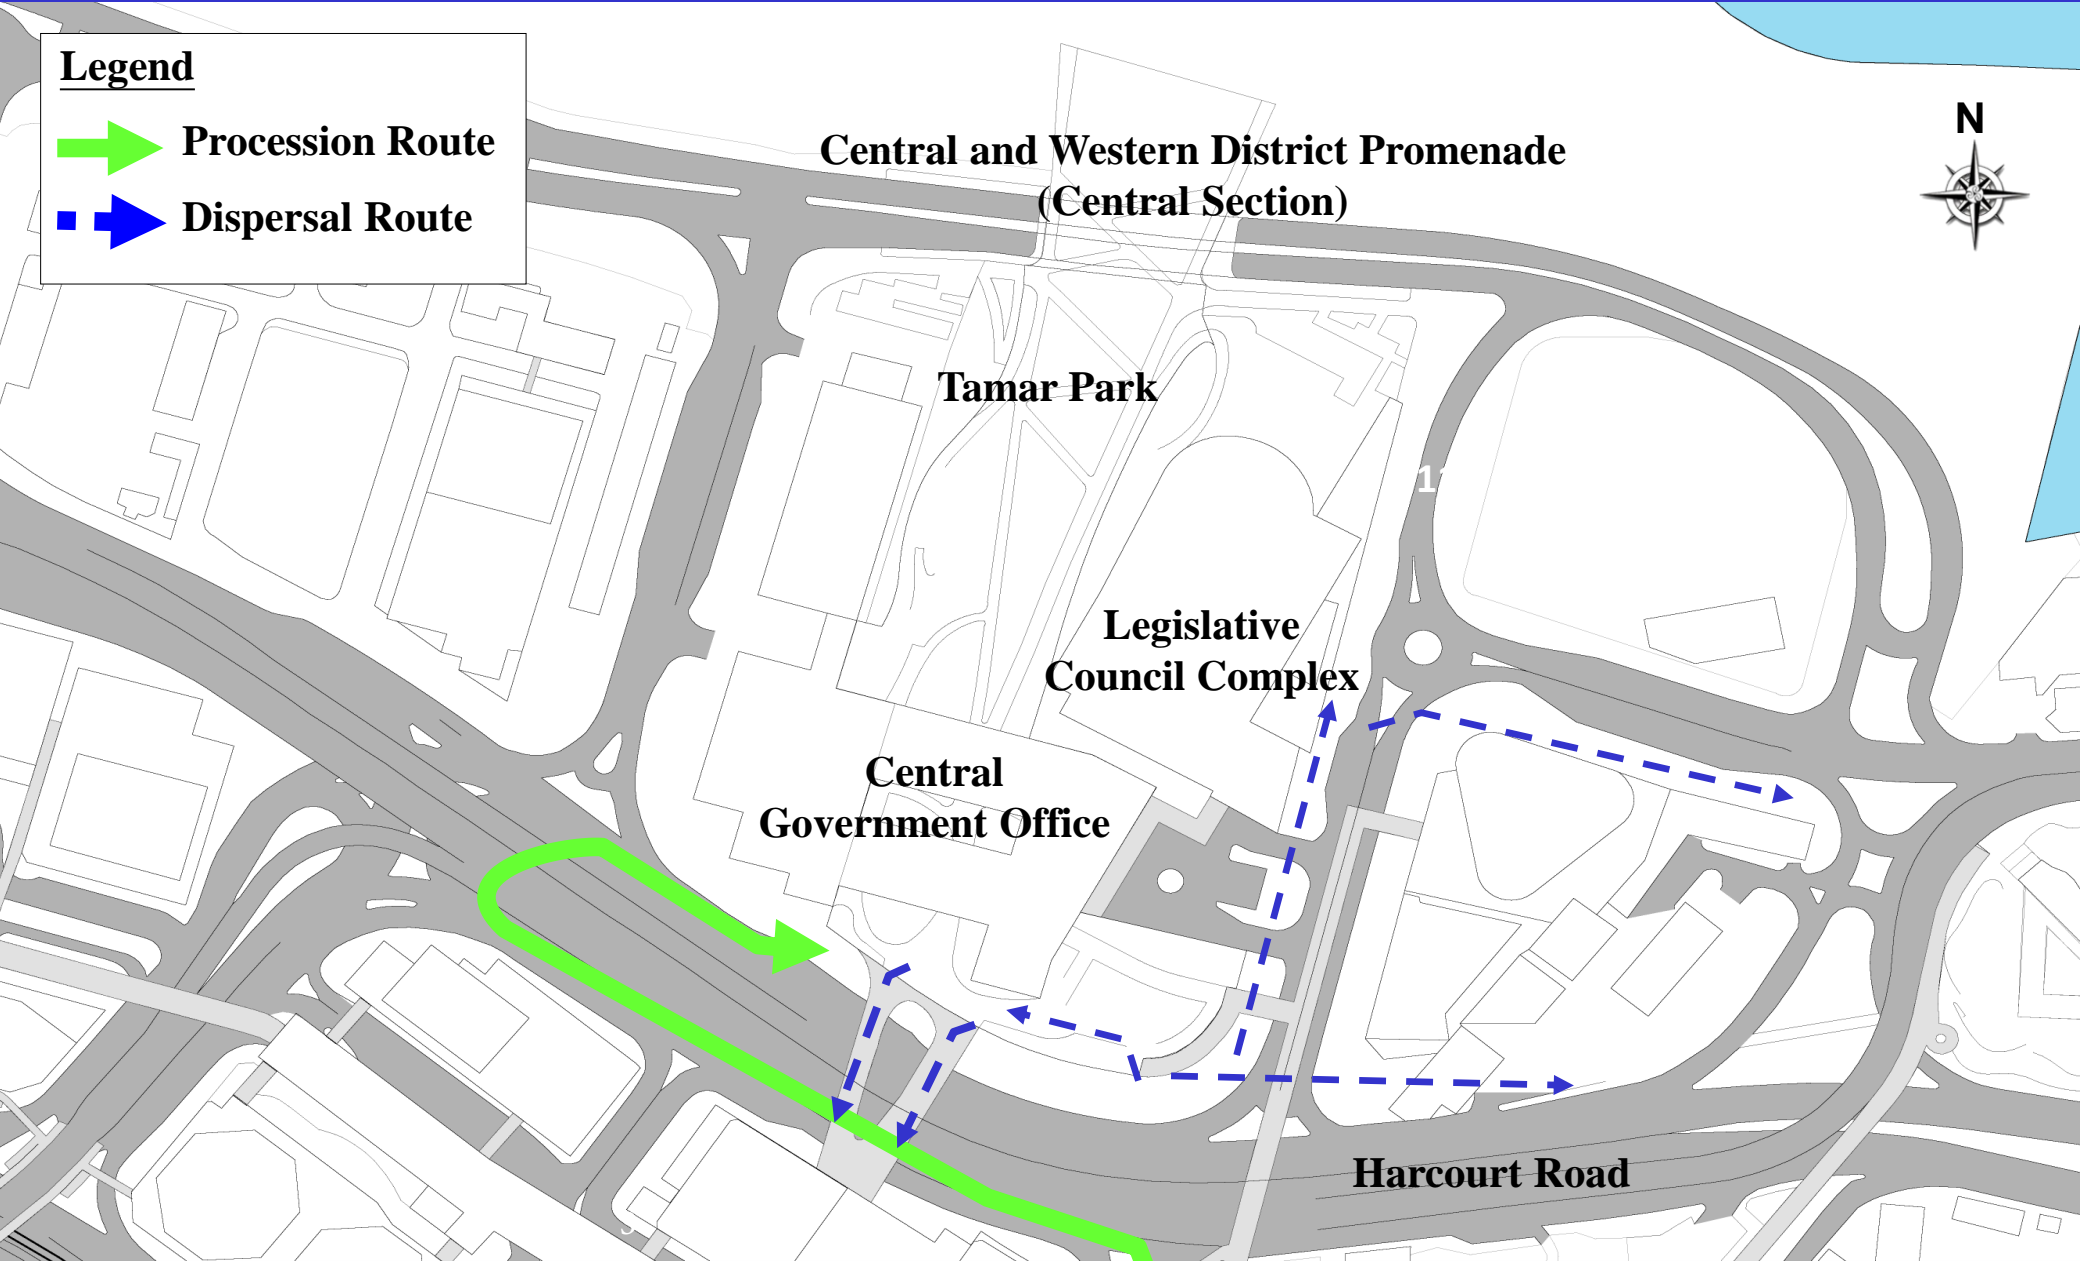 Legend
Procession Route
Dispersal Route
N
Central and Western District Promenade
(Central Section)
Tamar Park
Legislative
Council Complex
Central
Government Office
Harcourt Road